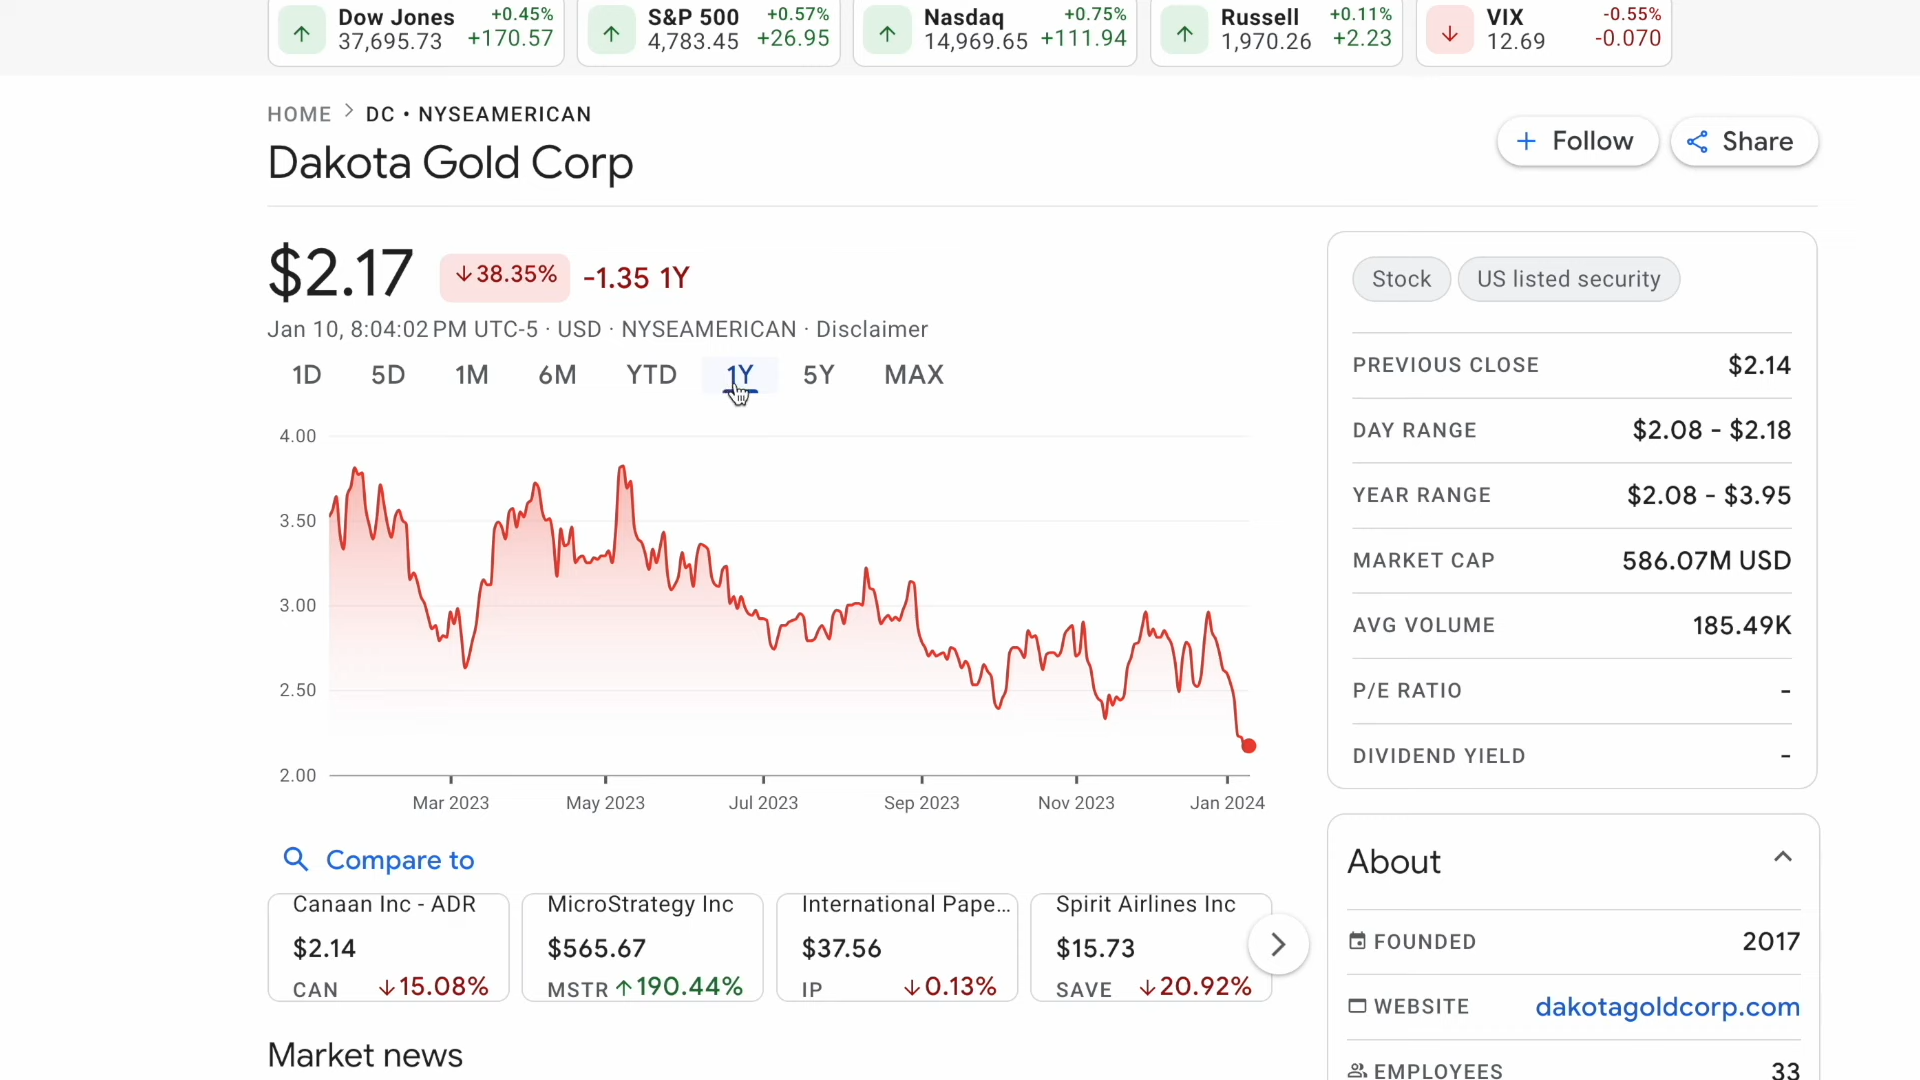 Dow Jones +0.45% S&P 500 +0.57% Nasdaq +0.75% Russell +0.11% VIX -0.55%
37,695.73 +170.57 4,783.45 +26.95 14,969.65 +111.94 1,970.26 +2.23 12.69 -0.070
HOME > DC • NYSEAMERICAN
Dakota Gold Corp
+ Follow
Share
$2.17 ↓38.35% -1.35 1Y
Jan 10, 8:04:02 PM UTC-5 · USD · NYSEAMERICAN · Disclaimer
1D 5D 1M 6M YTD 1Y 5Y MAX
4.00
3.50
3.00
2.50
2.00
Mar 2023 May 2023 Jul 2023 Sep 2023 Nov 2023 Jan 2024
Stock US listed security
PREVIOUS CLOSE $2.14
DAY RANGE $2.08 - $2.18
YEAR RANGE $2.08 - $3.95
MARKET CAP 586.07M USD
AVG VOLUME 185.49K
P/E RATIO -
DIVIDEND YIELD -
Compare to
Canaan Inc - ADR
$2.14
CAN ↓15.08%
MicroStrategy Inc
$565.67
MSTR ↑190.44%
International Pape...
$37.56
IP ↓0.13%
Spirit Airlines Inc
$15.73
SAVE ↓20.92%
Market news
About
FOUNDED 2017
WEBSITE dakotagoldcorp.com
EMPLOYEES 33